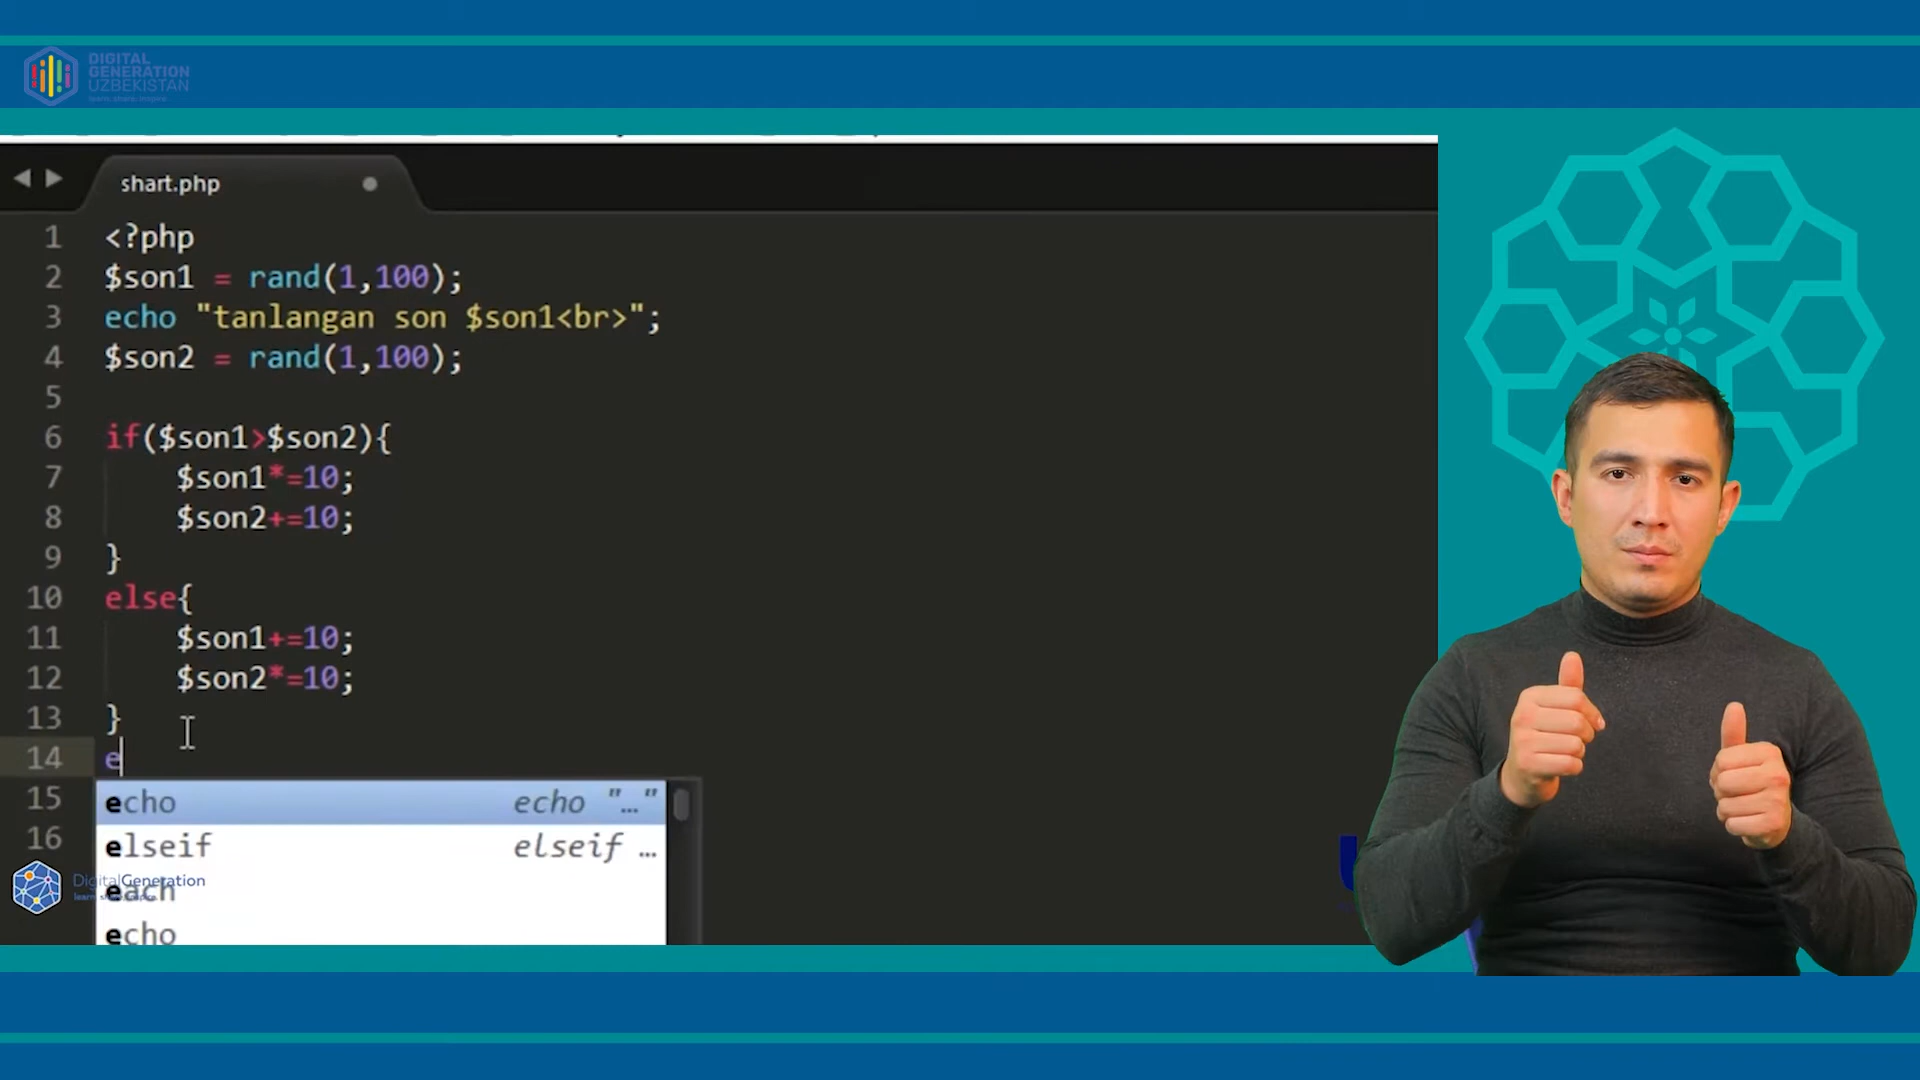 DIGITAL
GENERATION
UZBEKISTAN
shart.php
1 <?php
2 $son1 = rand(1,100);
3 echo "tanlangan son $son1<br>";
4 $son2 = rand(1,100);
5
6 if($son1>$son2){
7 $son1*=10;
8 $son2+=10;
9 }
10 else{
11 $son1+=10;
12 $son2*=10;
13 }
14 e
15
16
echo echo "…"
elseif elseif …
each
echo
DigitalGeneration